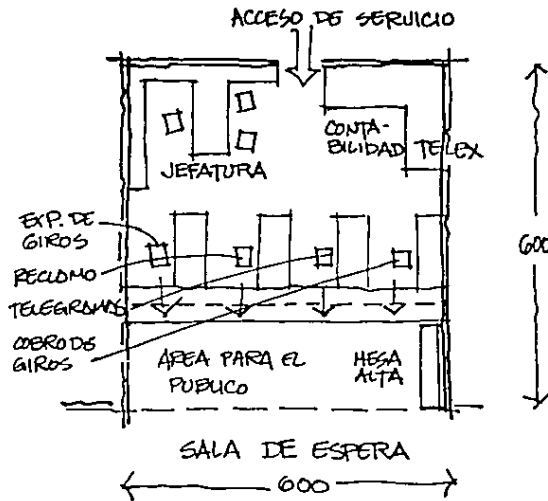 ACCESO DE SERVICIO
CONTA-
BILIDAD TELEX
JEFATURA
EXP. DE
GIROS
RECLAMO
TELEGRAMAS
COBRO DE
GIROS
600
AREA PARA EL
PUBLICO
MESA
ALTA
SALA DE ESPERA
600